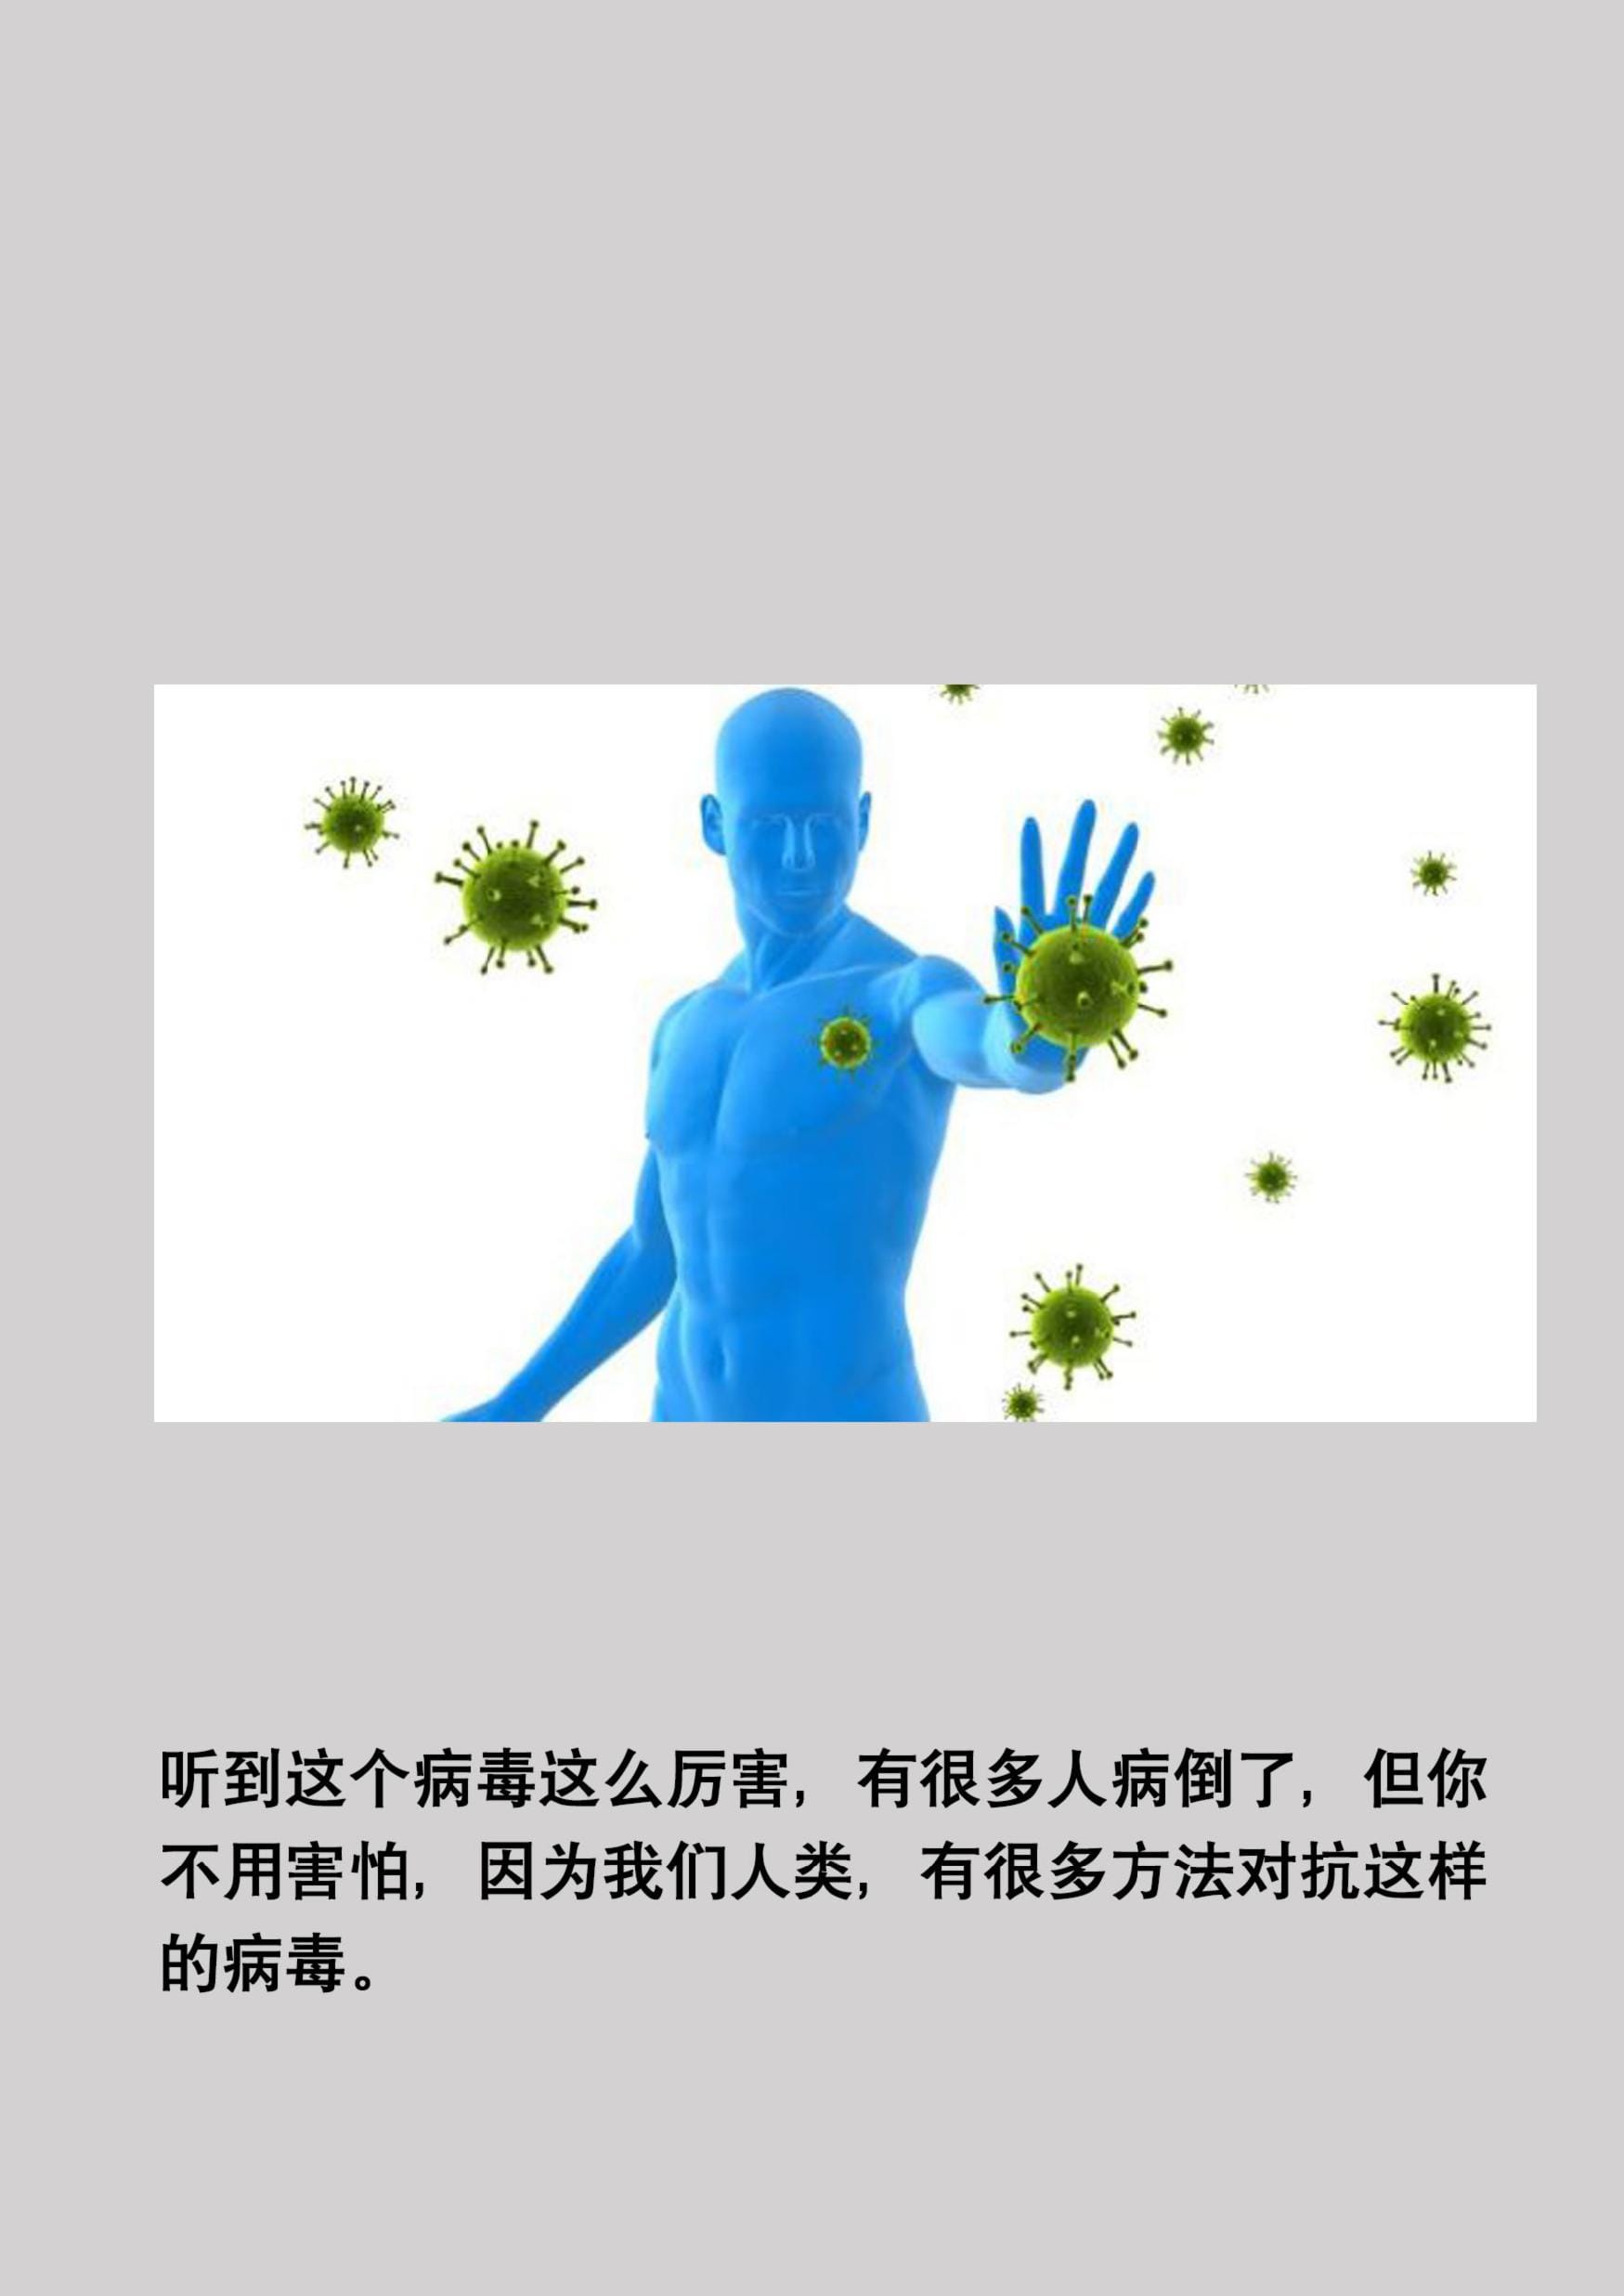 听到这个病毒这么厉害，有很多人病倒了，但你
不用害怕，因为我们人类，有很多方法对抗这样
的病毒。